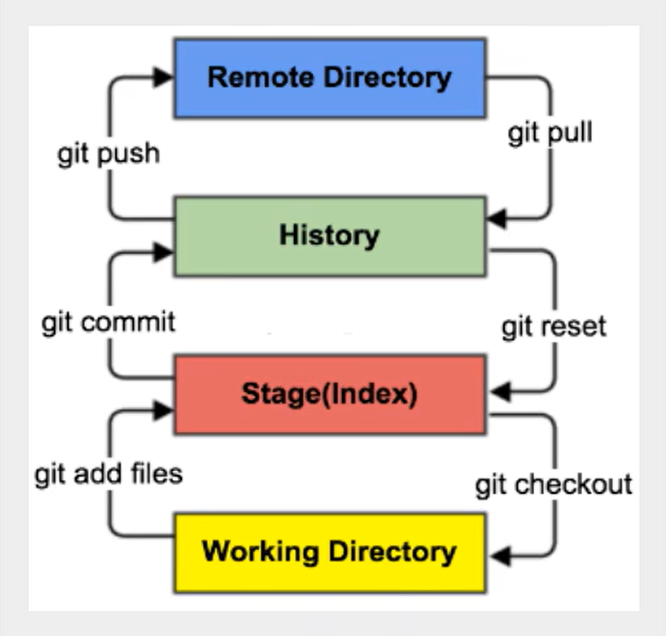 Remote Directory
git push
git pull
History
git commit
git reset
Stage(Index)
git add files
git checkout
Working Directory